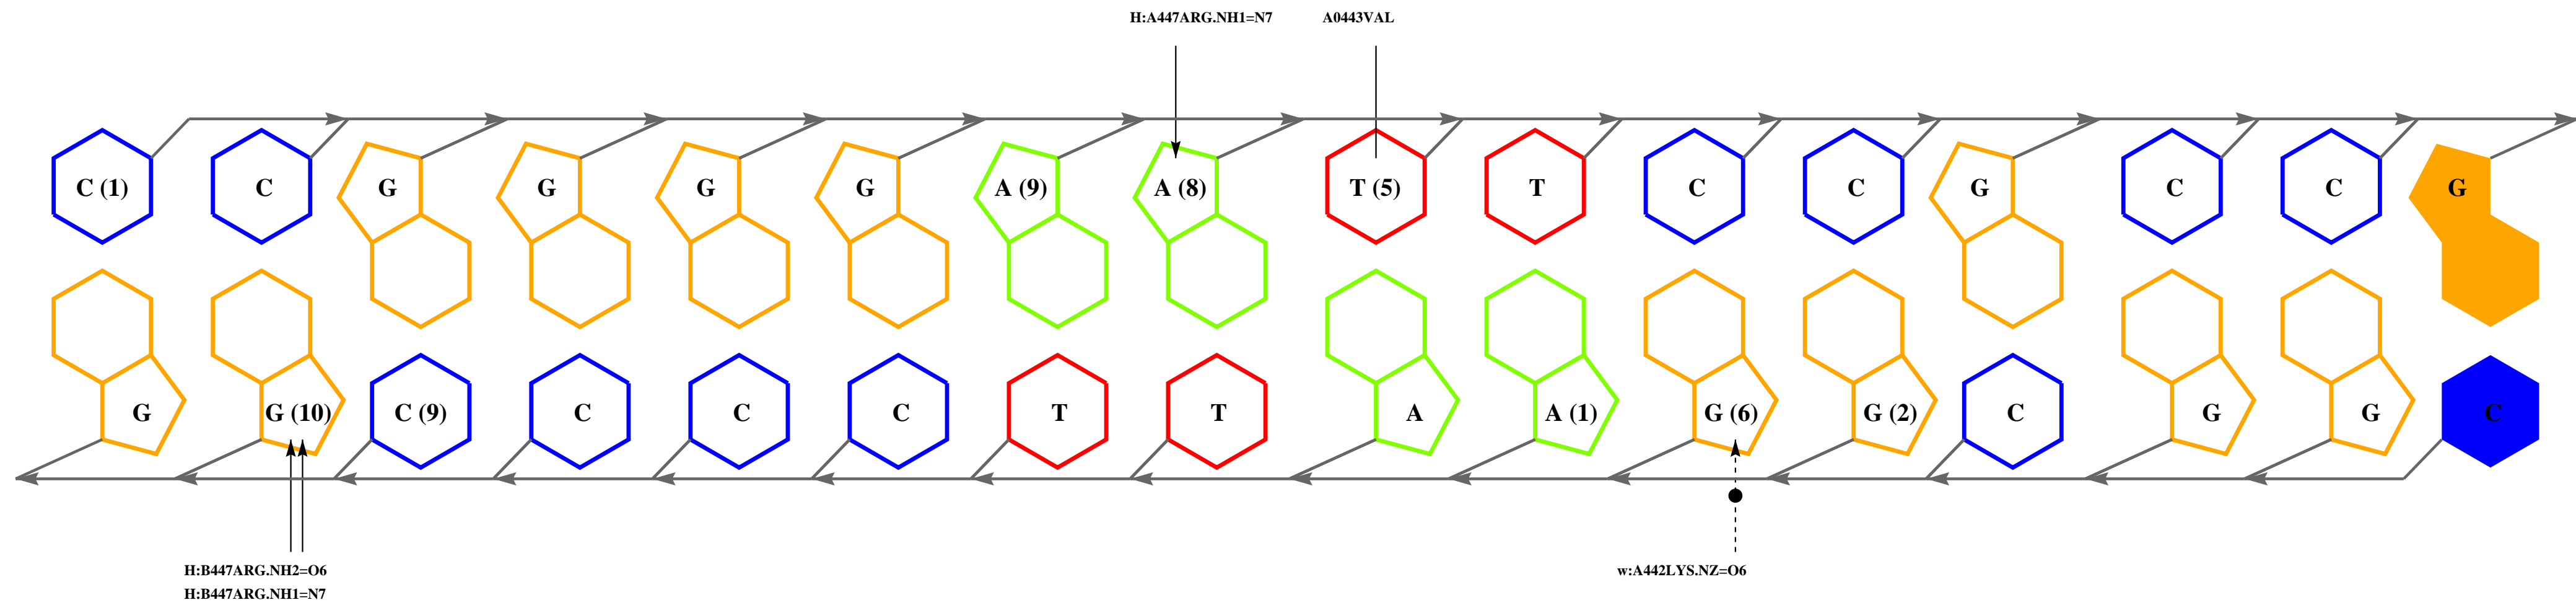 H:A447ARG.NH1=N7 A0443VAL
C (1) C G G G G A (9) A (8) T (5) T C C G C C G
G G (10) C (9) C C C T T A A (1) G (6) G (2) C G G C
H:B447ARG.NH2=O6 w:A442LYS.NZ=O6
H:B447ARG.NH1=N7